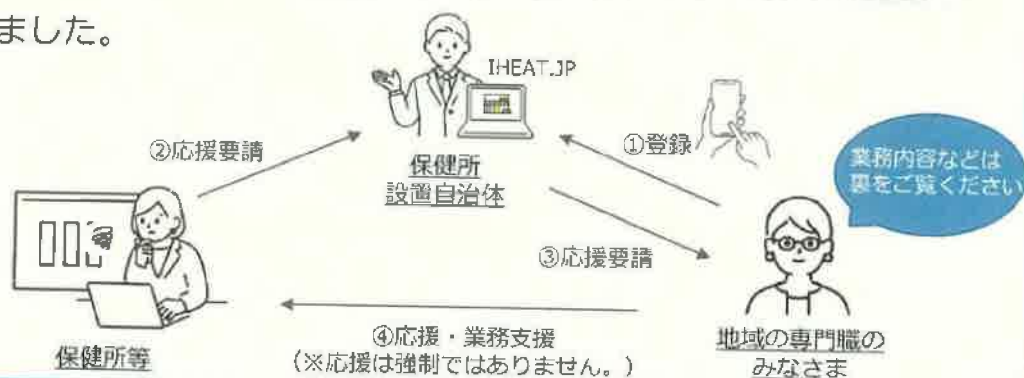 ました。
IHEAT.JP
①登録
②応援要請
保健所
設置自治体
業務内容などは
裏をご覧ください
③応援要請
④応援・業務支援
(※応援は強制ではありません。)
保健所等
地域の専門職の
みなさま